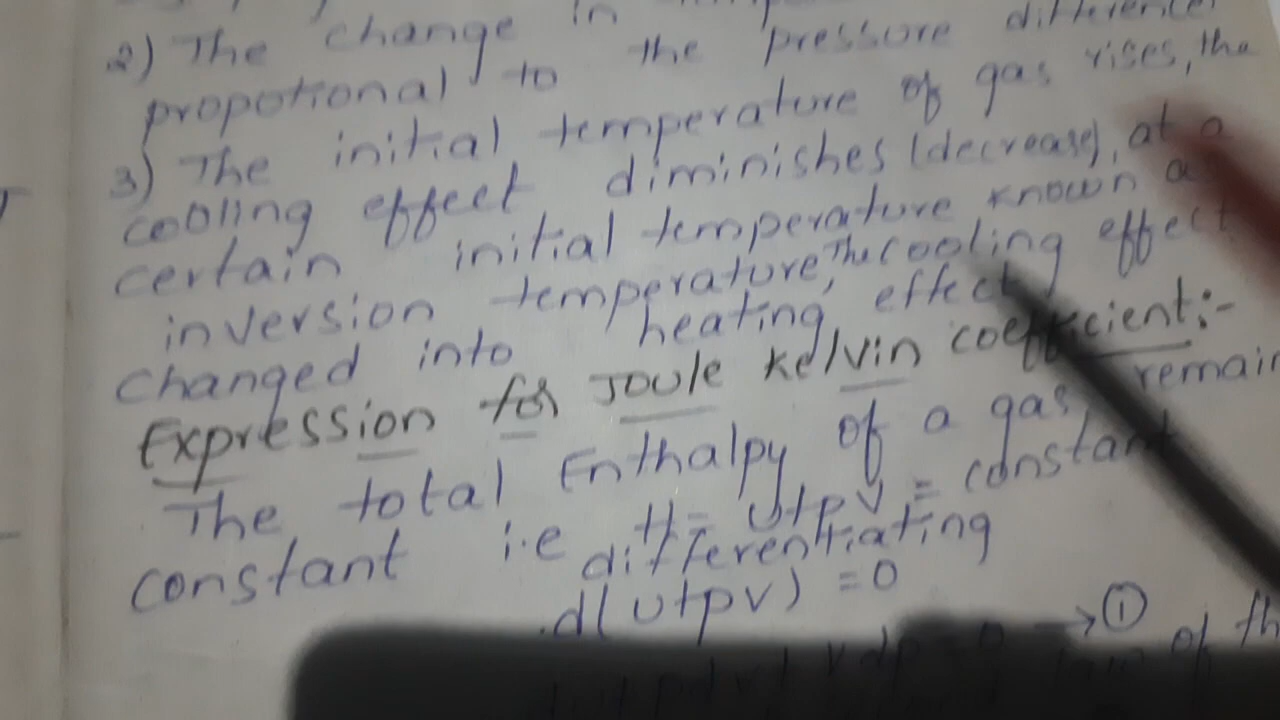 2) The change in
propotional to the pressure difference
3) The initial temperature of gas rises, the
cooling effect diminishes (decrease), at a
certain initial temperature known as
inversion temperature, The cooling effect
changed into heating effect
Expression for Joule Kelvin coefficient:-
The total Enthalpy of a gas, remain
constant i.e H = U+PV = constant
differentiating
d(U+PV) = 0
→ ①
of th